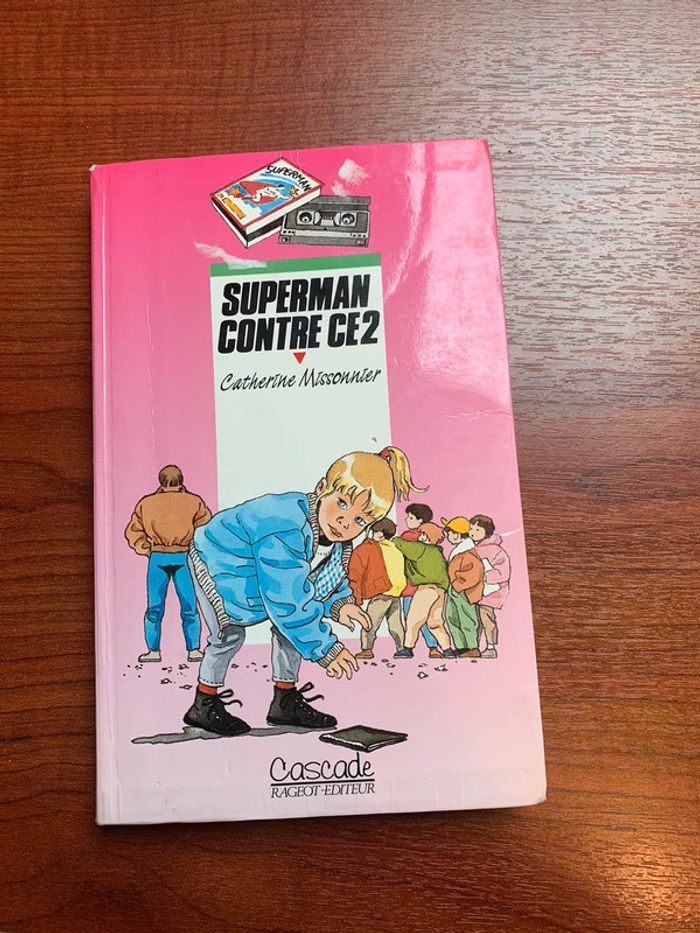 SUPERMAN
SUPERMAN
CONTRE CE2
Catherine Missonnier
Cascade
RAGEOT-EDITEUR